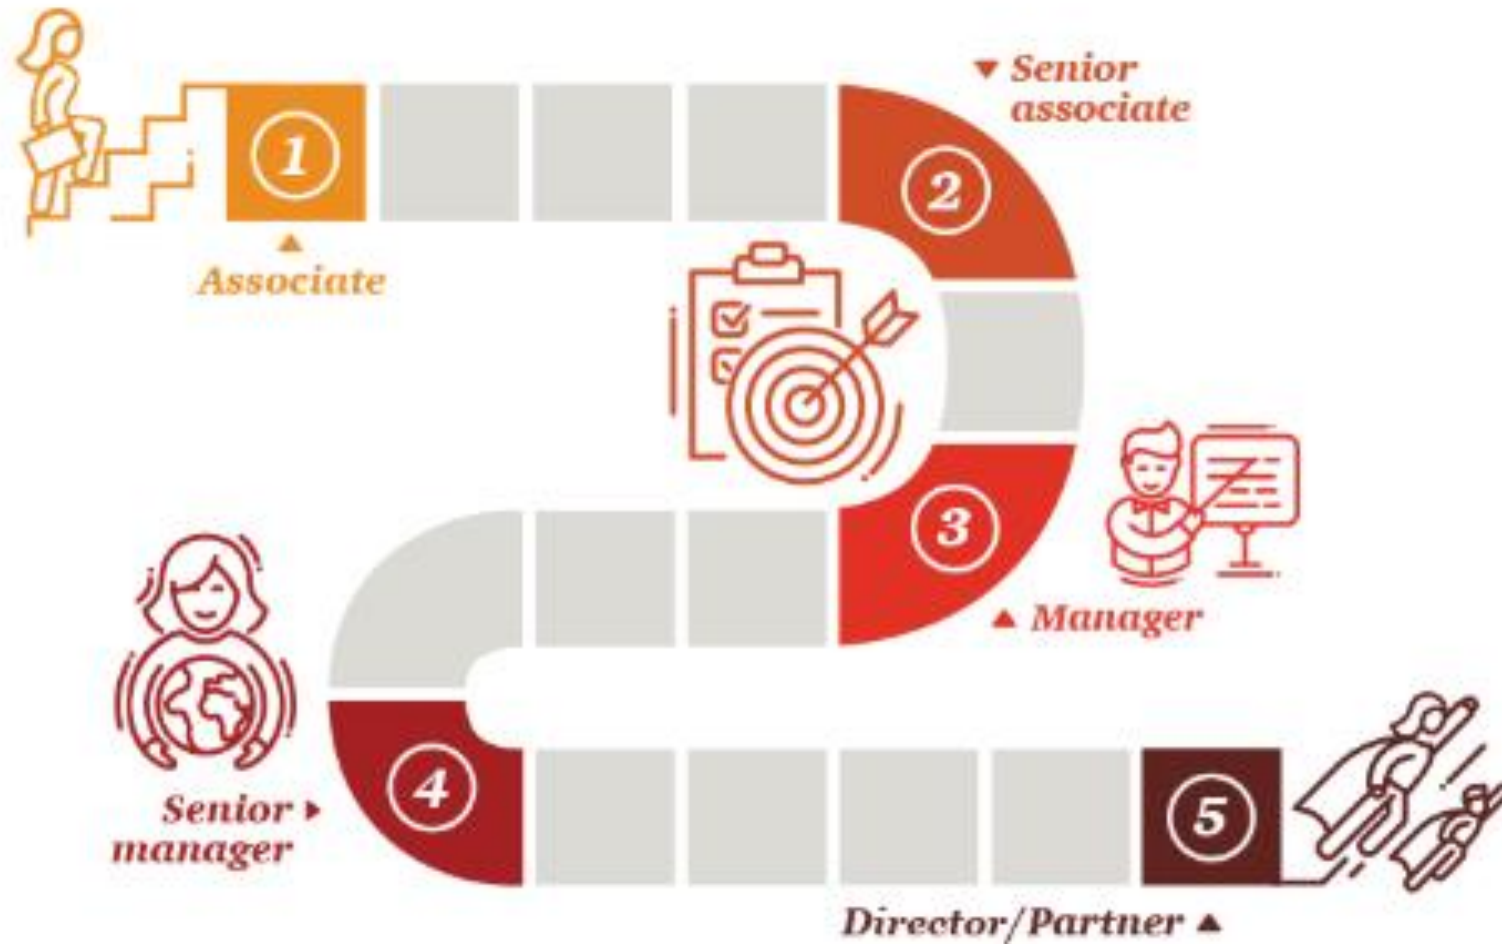 1
Associate
Senior
associate
2
3
Manager
4
Senior
manager
5
Director/Partner